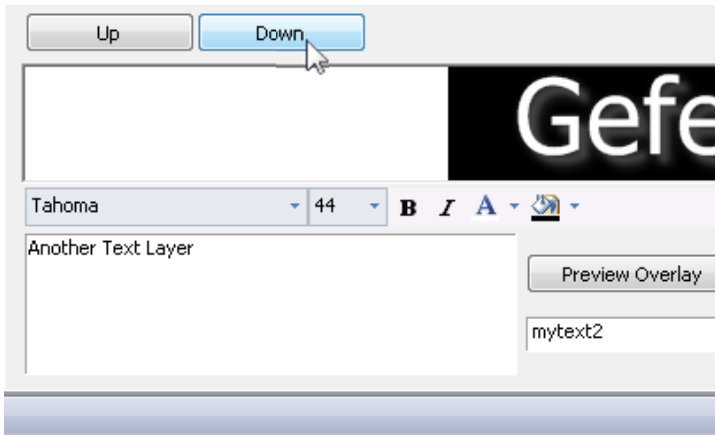 Up Down
Gefe
Tahoma 44 B I A
Another Text Layer
Preview Overlay
mytext2